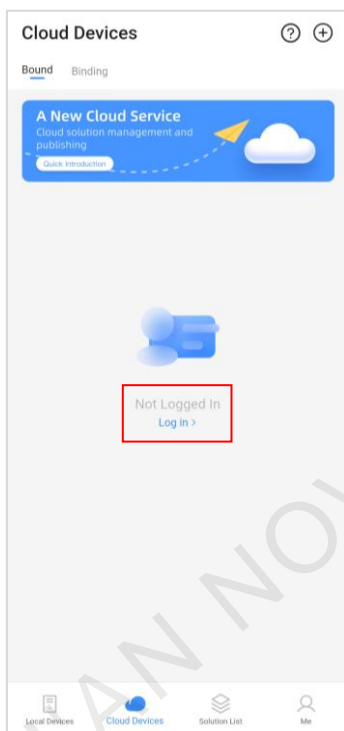 Cloud Devices
Bound Binding
A New Cloud Service
Cloud solution management and
publishing
Quick Introduction
Not Logged In
Log in >
Local Devices Cloud Devices Solution List Me